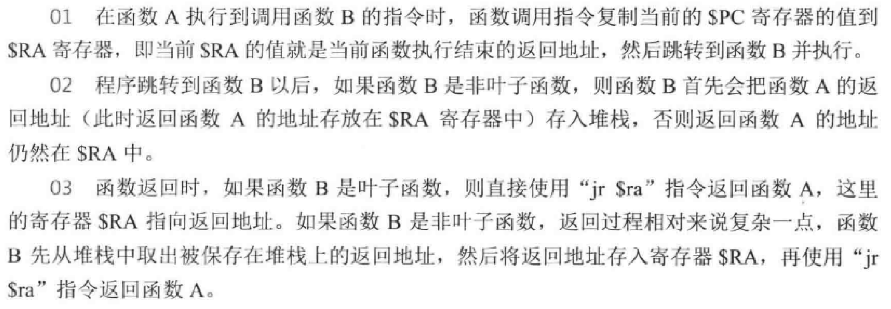 01 在函数 A 执行到调用函数 B 的指令时，函数调用指令复制当前的 $PC 寄存器的值到
$RA 寄存器，即当前 $RA 的值就是当前函数执行结束的返回地址，然后跳转到函数 B 并执行。
02 程序跳转到函数 B 以后，如果函数 B 是非叶子函数，则函数 B 首先会把函数 A 的返
回地址（此时返回函数 A 的地址存放在 $RA 寄存器中）存入堆栈，否则返回函数 A 的地址
仍然在 $RA 中。
03 函数返回时，如果函数 B 是叶子函数，则直接使用“jr $ra”指令返回函数 A，这里
的寄存器 $RA 指向返回地址。如果函数 B 是非叶子函数，返回过程相对来说复杂一点，函数
B 先从堆栈中取出被保存在堆栈上的返回地址，然后将返回地址存入寄存器 $RA，再使用“jr
$ra”指令返回函数 A。